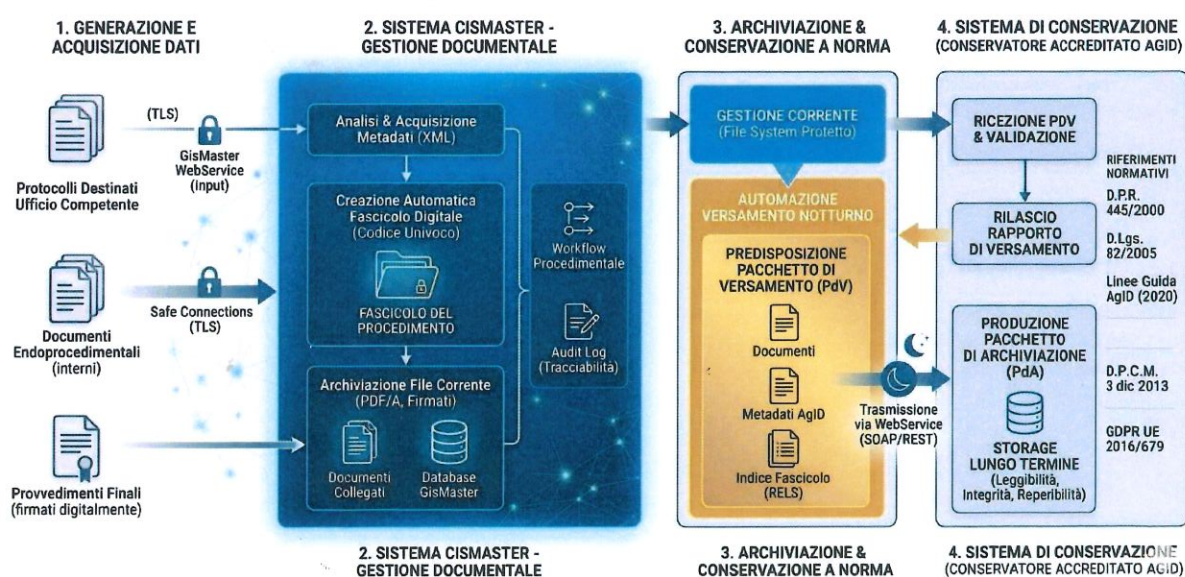 1. GENERAZIONE E
ACQUISIZIONE DATI
Protocolli Destinati
Ufficio Competente
(TLS)
GisMaster
WebService
(input)
Documenti
Endoprocedimentali
(interni)
Safe Connections
(TLS)
Provvedimenti Finali
(firmati digitalmente)
2. SISTEMA CISMASTER -
GESTIONE DOCUMENTALE
Analisi & Acquisizione
Metadati (XML)
Creazione Automatica
Fascicolo Digitale
(Codice Univoco)
FASCICOLO DEL
PROCEDIMENTO
Archiviazione File Corrente
(PDF/A, Firmati)
Documenti
Collegati
Database
GisMaster
Workflow
Procedimentale
Audit Log
(Tracciabilità)
2. SISTEMA CISMASTER -
GESTIONE DOCUMENTALE
3. ARCHIVIAZIONE &
CONSERVAZIONE A NORMA
GESTIONE CORRENTE
(File System Protetto)
AUTOMAZIONE
VERSAMENTO NOTTURNO
PREDISPOSIZIONE
PACCHETTO DI
VERSAMENTO (PdV)
Documenti
Metadati AgID
Indice Fascicolo
(RELS)
Trasmissione
via WebService
(SOAP/REST)
3. ARCHIVIAZIONE &
CONSERVAZIONE A NORMA
4. SISTEMA DI CONSERVAZIONE
(CONSERVATORE ACCREDITATO AGID)
RICEZIONE PDV
& VALIDAZIONE
RILASCIO
RAPPORTO
DI VERSAMENTO
PRODUZIONE
PACCHETTO
DI ARCHIVIAZIONE
(PdA)
STORAGE
LUNGO TERMINE
(Leggibilità,
Integrità, Reperibilità)
RIFERIMENTI
NORMATIVI
D.P.R.
445/2000
D.Lgs.
82/2005
Linee Guida
AgID (2020)
D.P.C.M.
3 dic 2013
GDPR UE
2016/679
4. SISTEMA DI CONSERVAZIONE
(CONSERVATORE ACCREDITATO AGID)